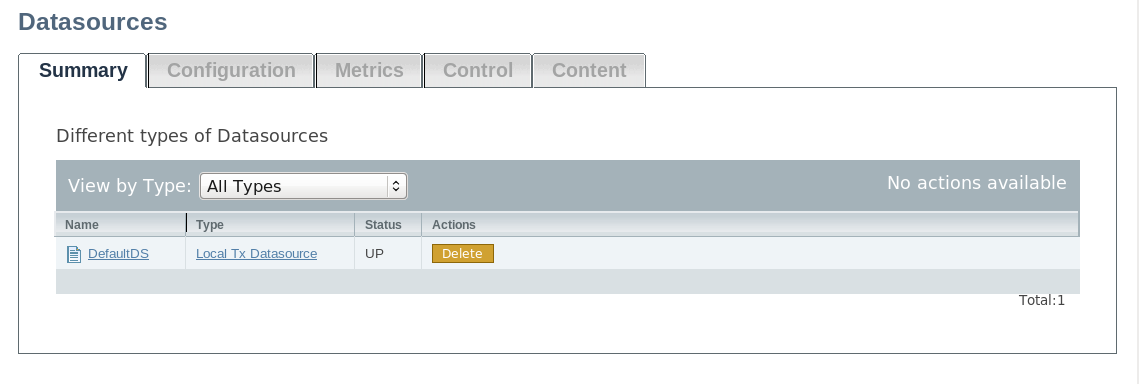 Datasources
Summary Configuration Metrics Control Content
Different types of Datasources
View by Type: All Types No actions available
Name Type Status Actions
DefaultDS Local Tx Datasource UP Delete
Total:1